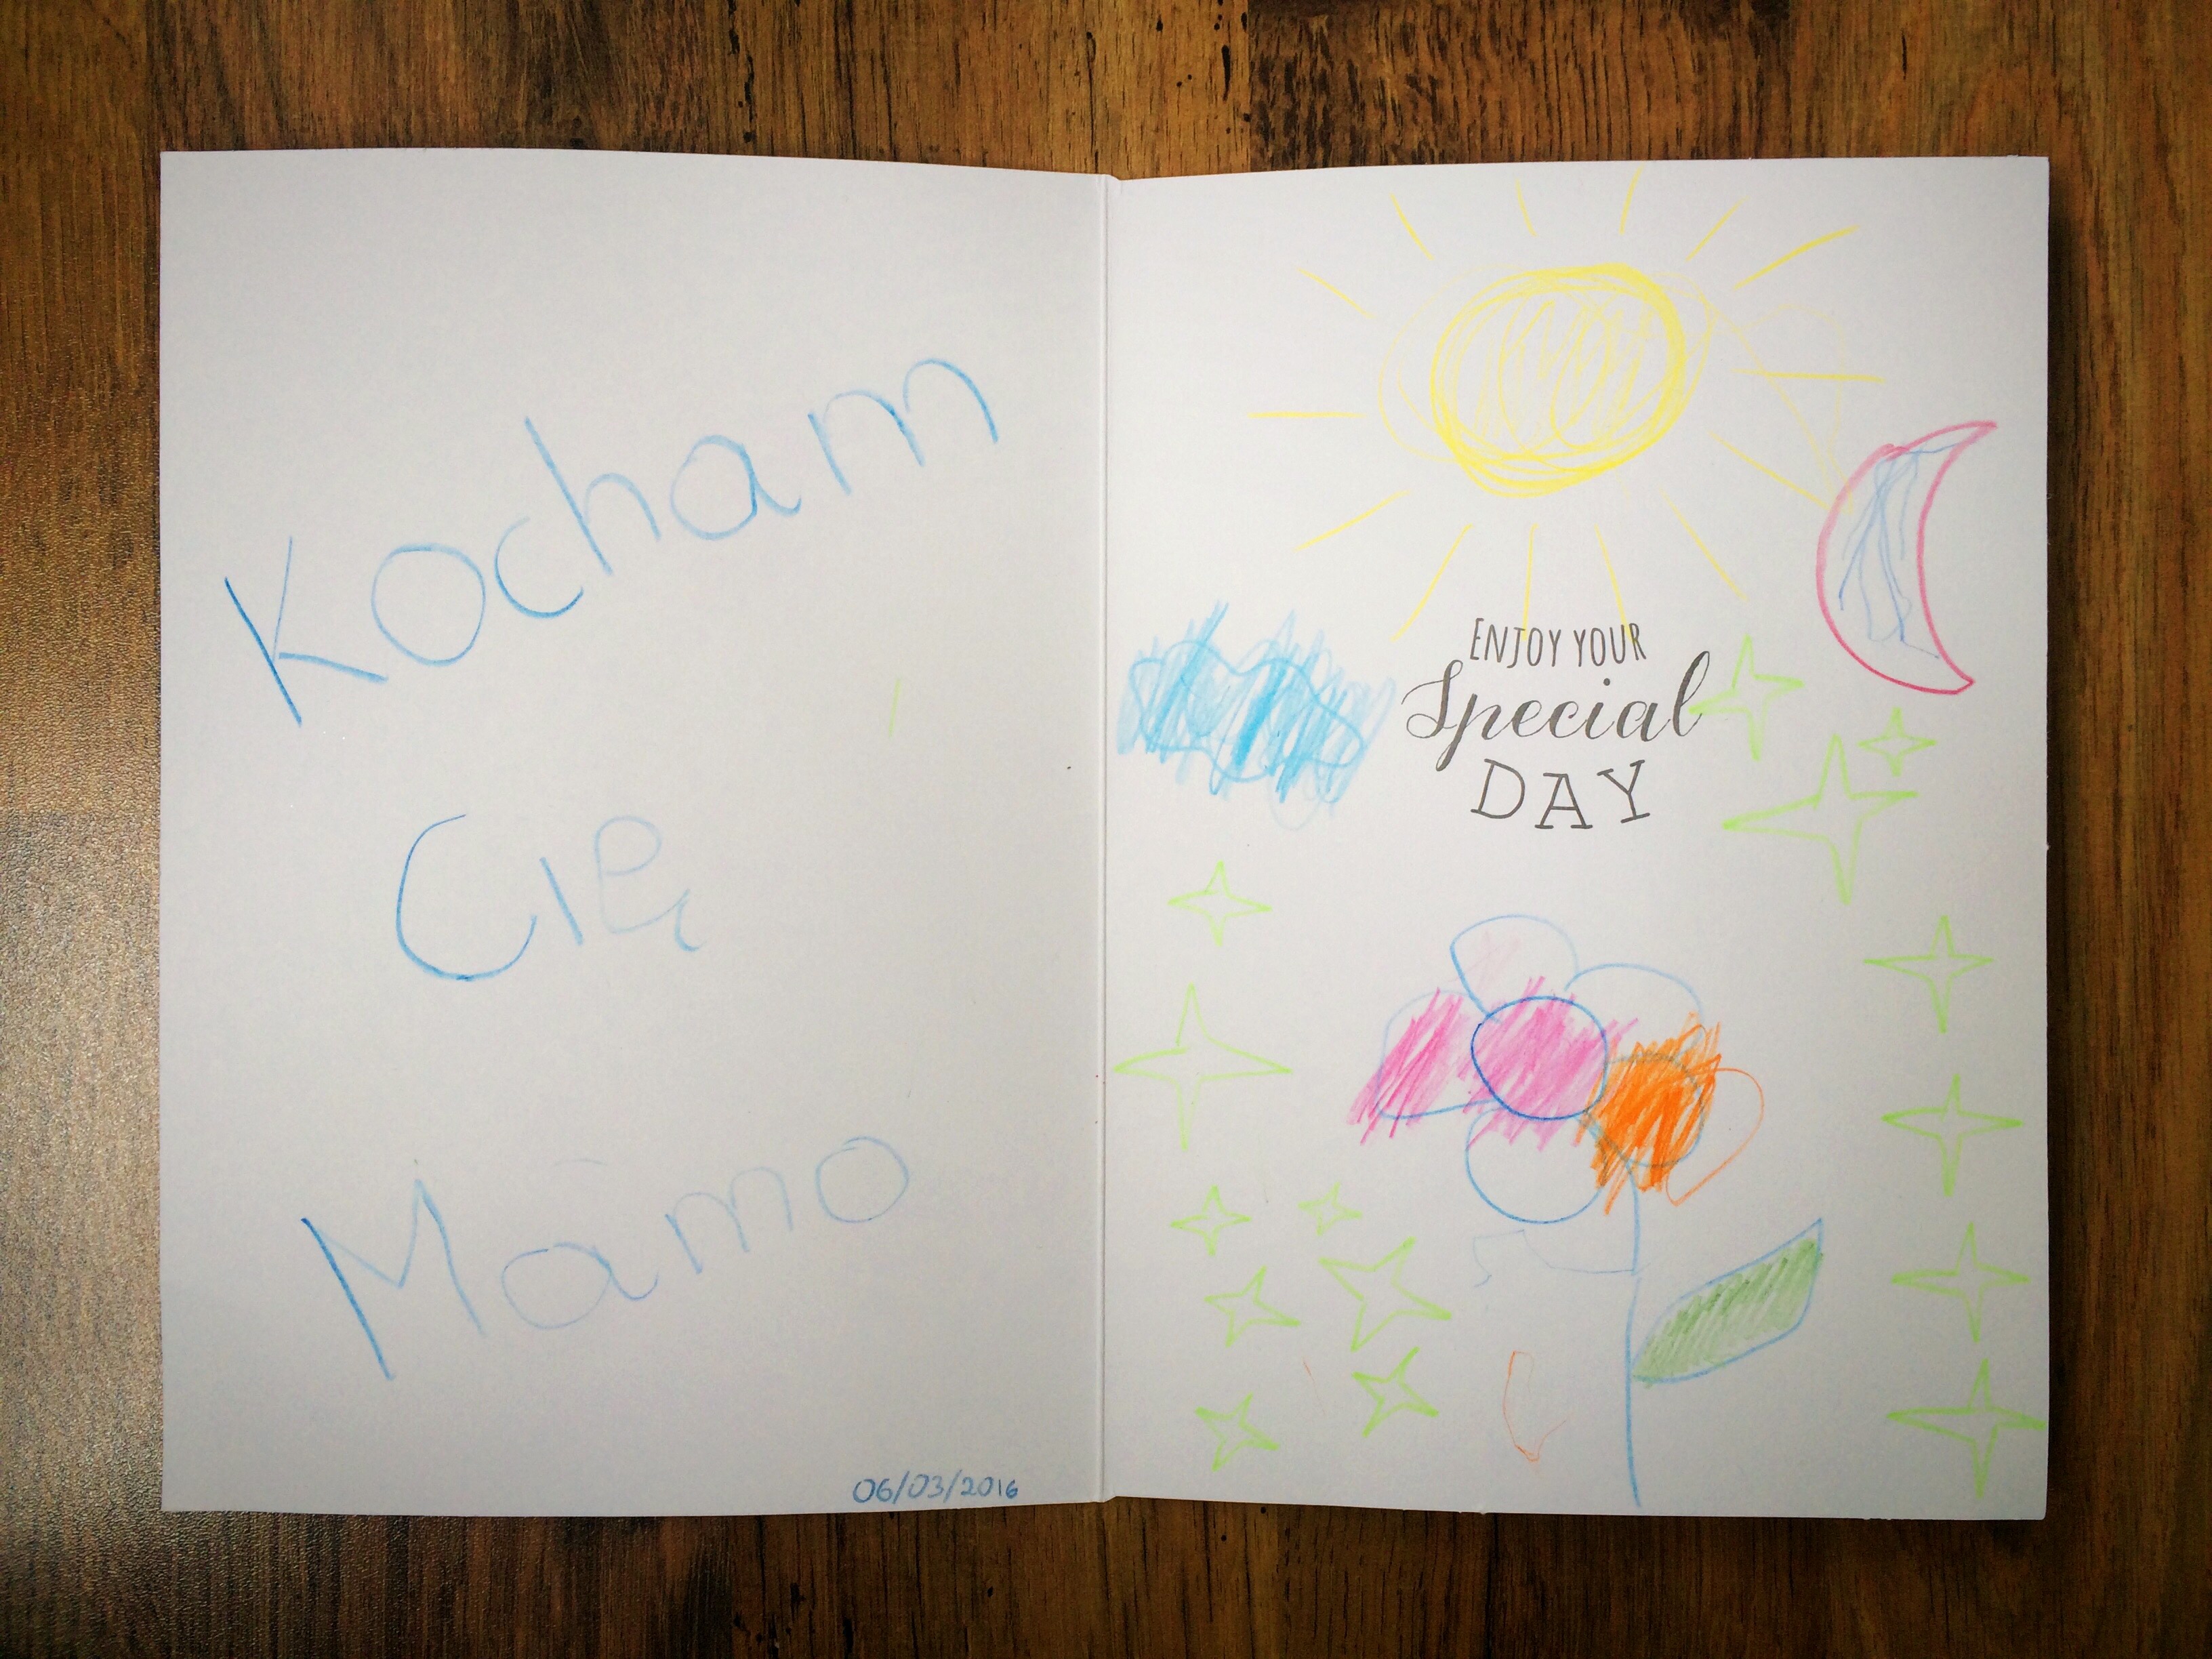 Kocham
Cię
Mamo
06/03/2016
ENJOY YOUR
Special
DAY